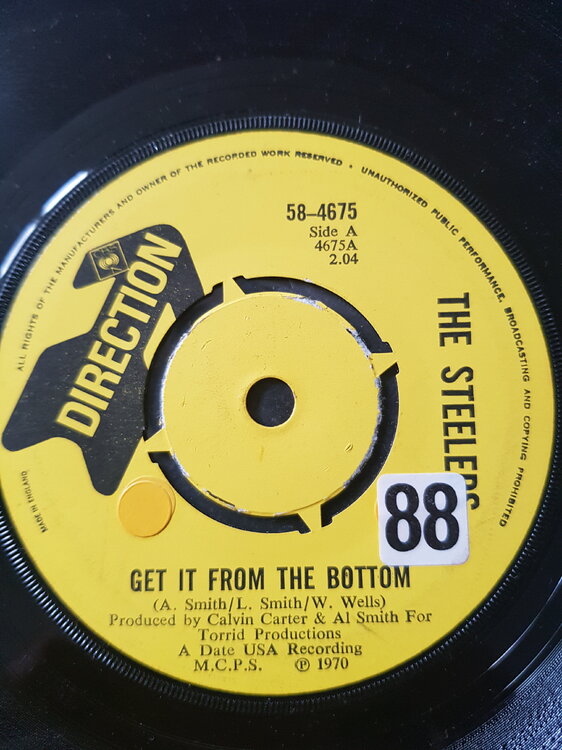 ALL RIGHTS OF THE MANUFACTURERS AND OWNER OF THE RECORDED WORK RESERVED • UNAUTHORIZED PUBLIC PERFORMANCE, BROADCASTING AND COPYING PROHIBITED
58-4675
Side A
4675A
2.04
DIRECTION
THE STEELERS
MADE IN ENGLAND
88
GET IT FROM THE BOTTOM
(A. Smith/L. Smith/W. Wells)
Produced by Calvin Carter & Al Smith For
Torrid Productions
A Date USA Recording
M.C.P.S. ℗ 1970